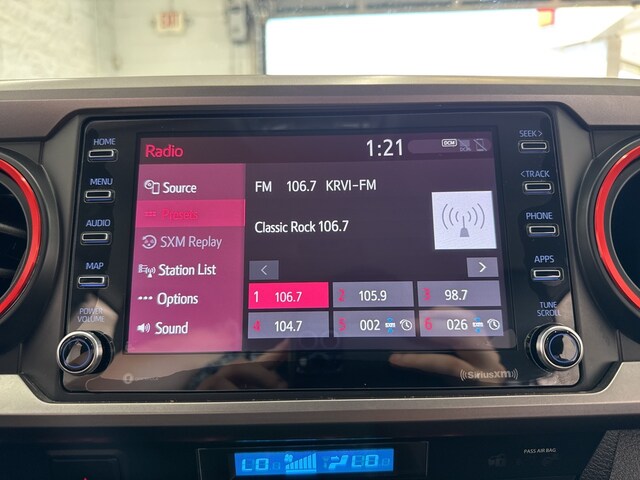 EXIT
HOME
MENU
AUDIO
MAP
POWER
VOLUME
Radio
1:21
DCM
Source
Presets
SXM Replay
Station List
Options
Sound
FM 106.7 KRVI-FM
Classic Rock 106.7
1 106.7
2 105.9
3 98.7
4 104.7
5 002
6 026
SEEK >
< TRACK
PHONE
APPS
TUNE
SCROLL
SiriusXM
LO
LO
PASS AIR BAG